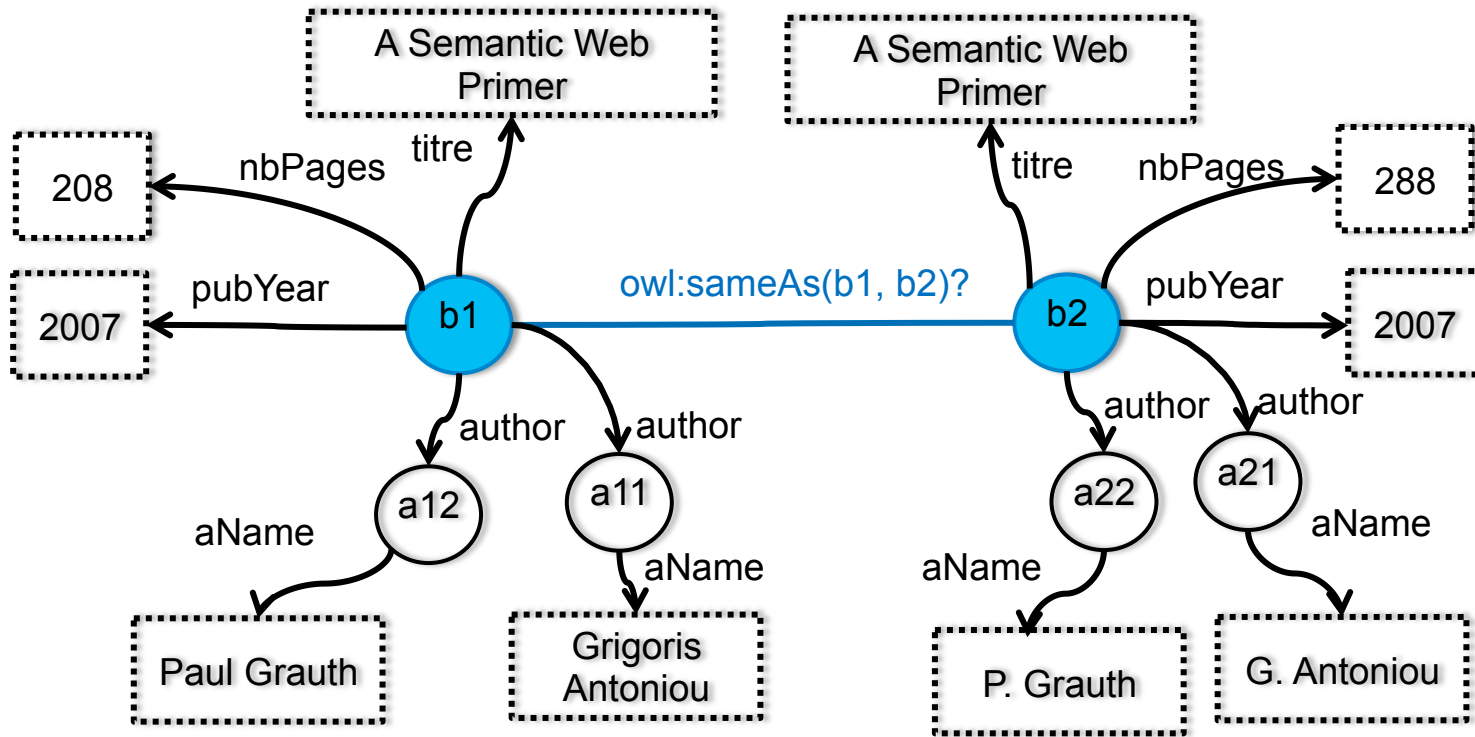 A Semantic Web
Primer
A Semantic Web
Primer
titre
titre
nbPages
nbPages
208
288
owl:sameAs(b1, b2)?
pubYear
pubYear
b1
b2
2007
2007
author
author
author
author
a12
a11
a22
a21
aName
aName
aName
aName
Paul Grauth
Grigoris
Antoniou
P. Grauth
G. Antoniou